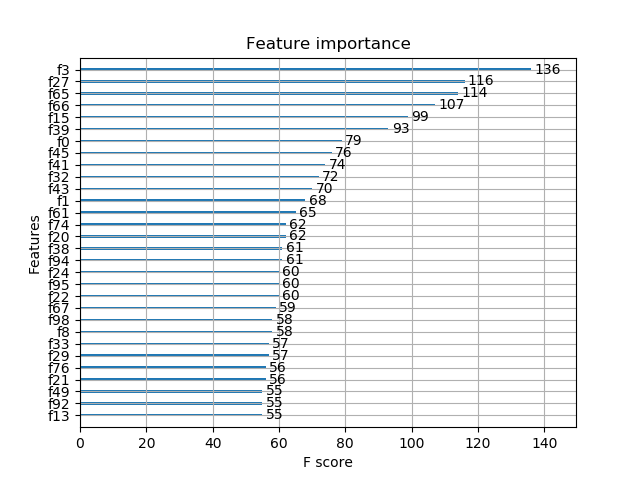 Feature importance
f3 136
f27 116
f65 114
f66 107
f15 99
f39 93
f0 79
f45 76
f41 74
f32 72
f43 70
f1 68
f61 65
f74 62
f20 62
f38 61
f94 61
f24 60
f95 60
f22 60
f67 59
f98 58
f8 58
f33 57
f29 57
f76 56
f21 56
f49 55
f92 55
f13 55
Features
0 20 40 60 80 100 120 140
F score